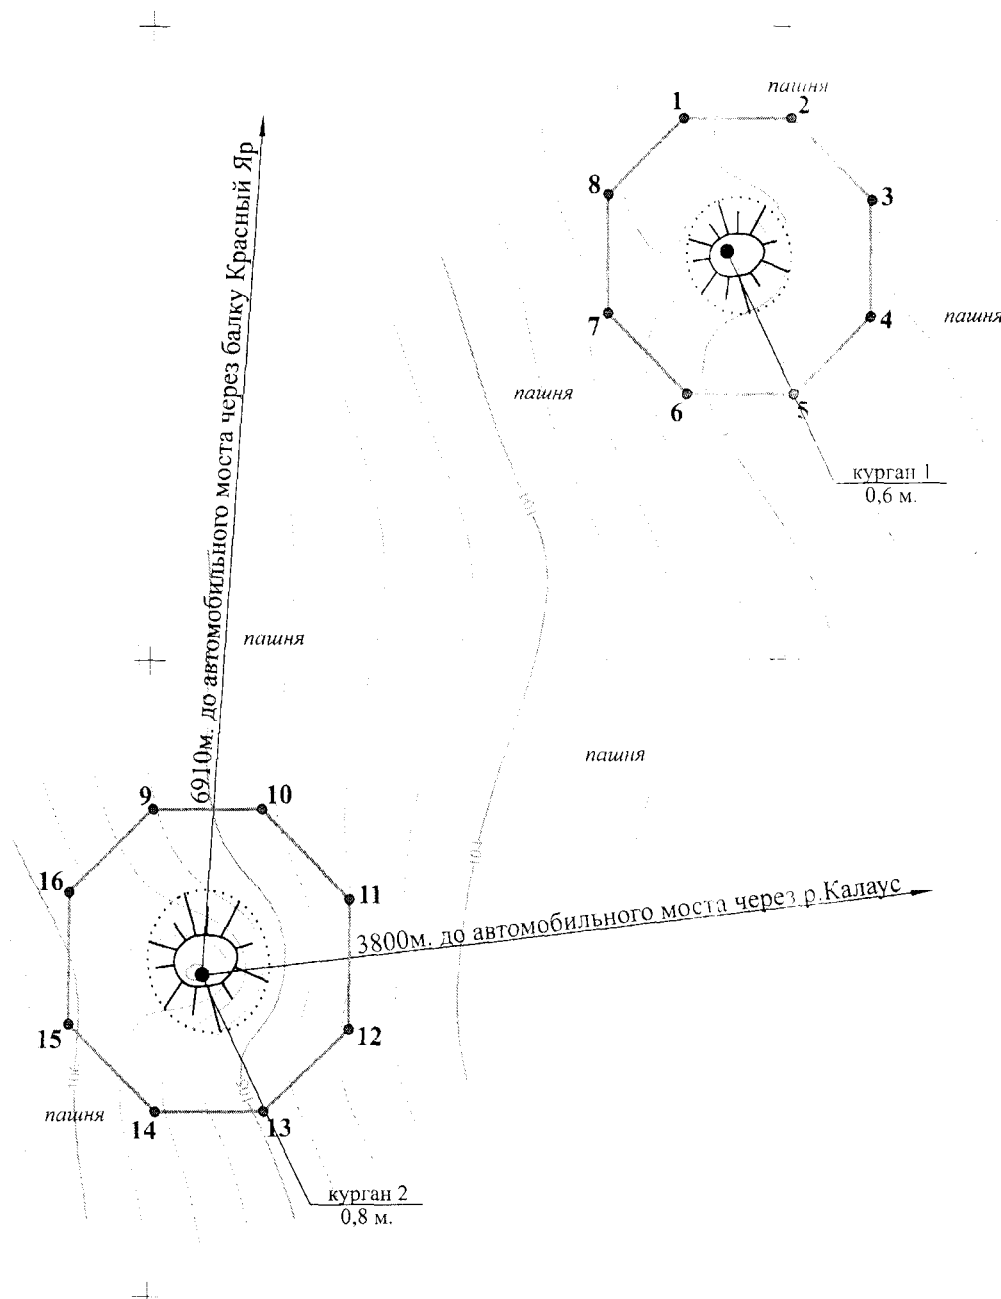 пашня
1
2
8
3
7
4
пашня
пашня
6
5
курган 1
0,6 м.
6910м. до автомобильного моста через балку Красный Яр
пашня
пашня
9
10
16
11
3800м. до автомобильного моста через р.Калаус
15
12
пашня
14
13
курган 2
0,8 м.